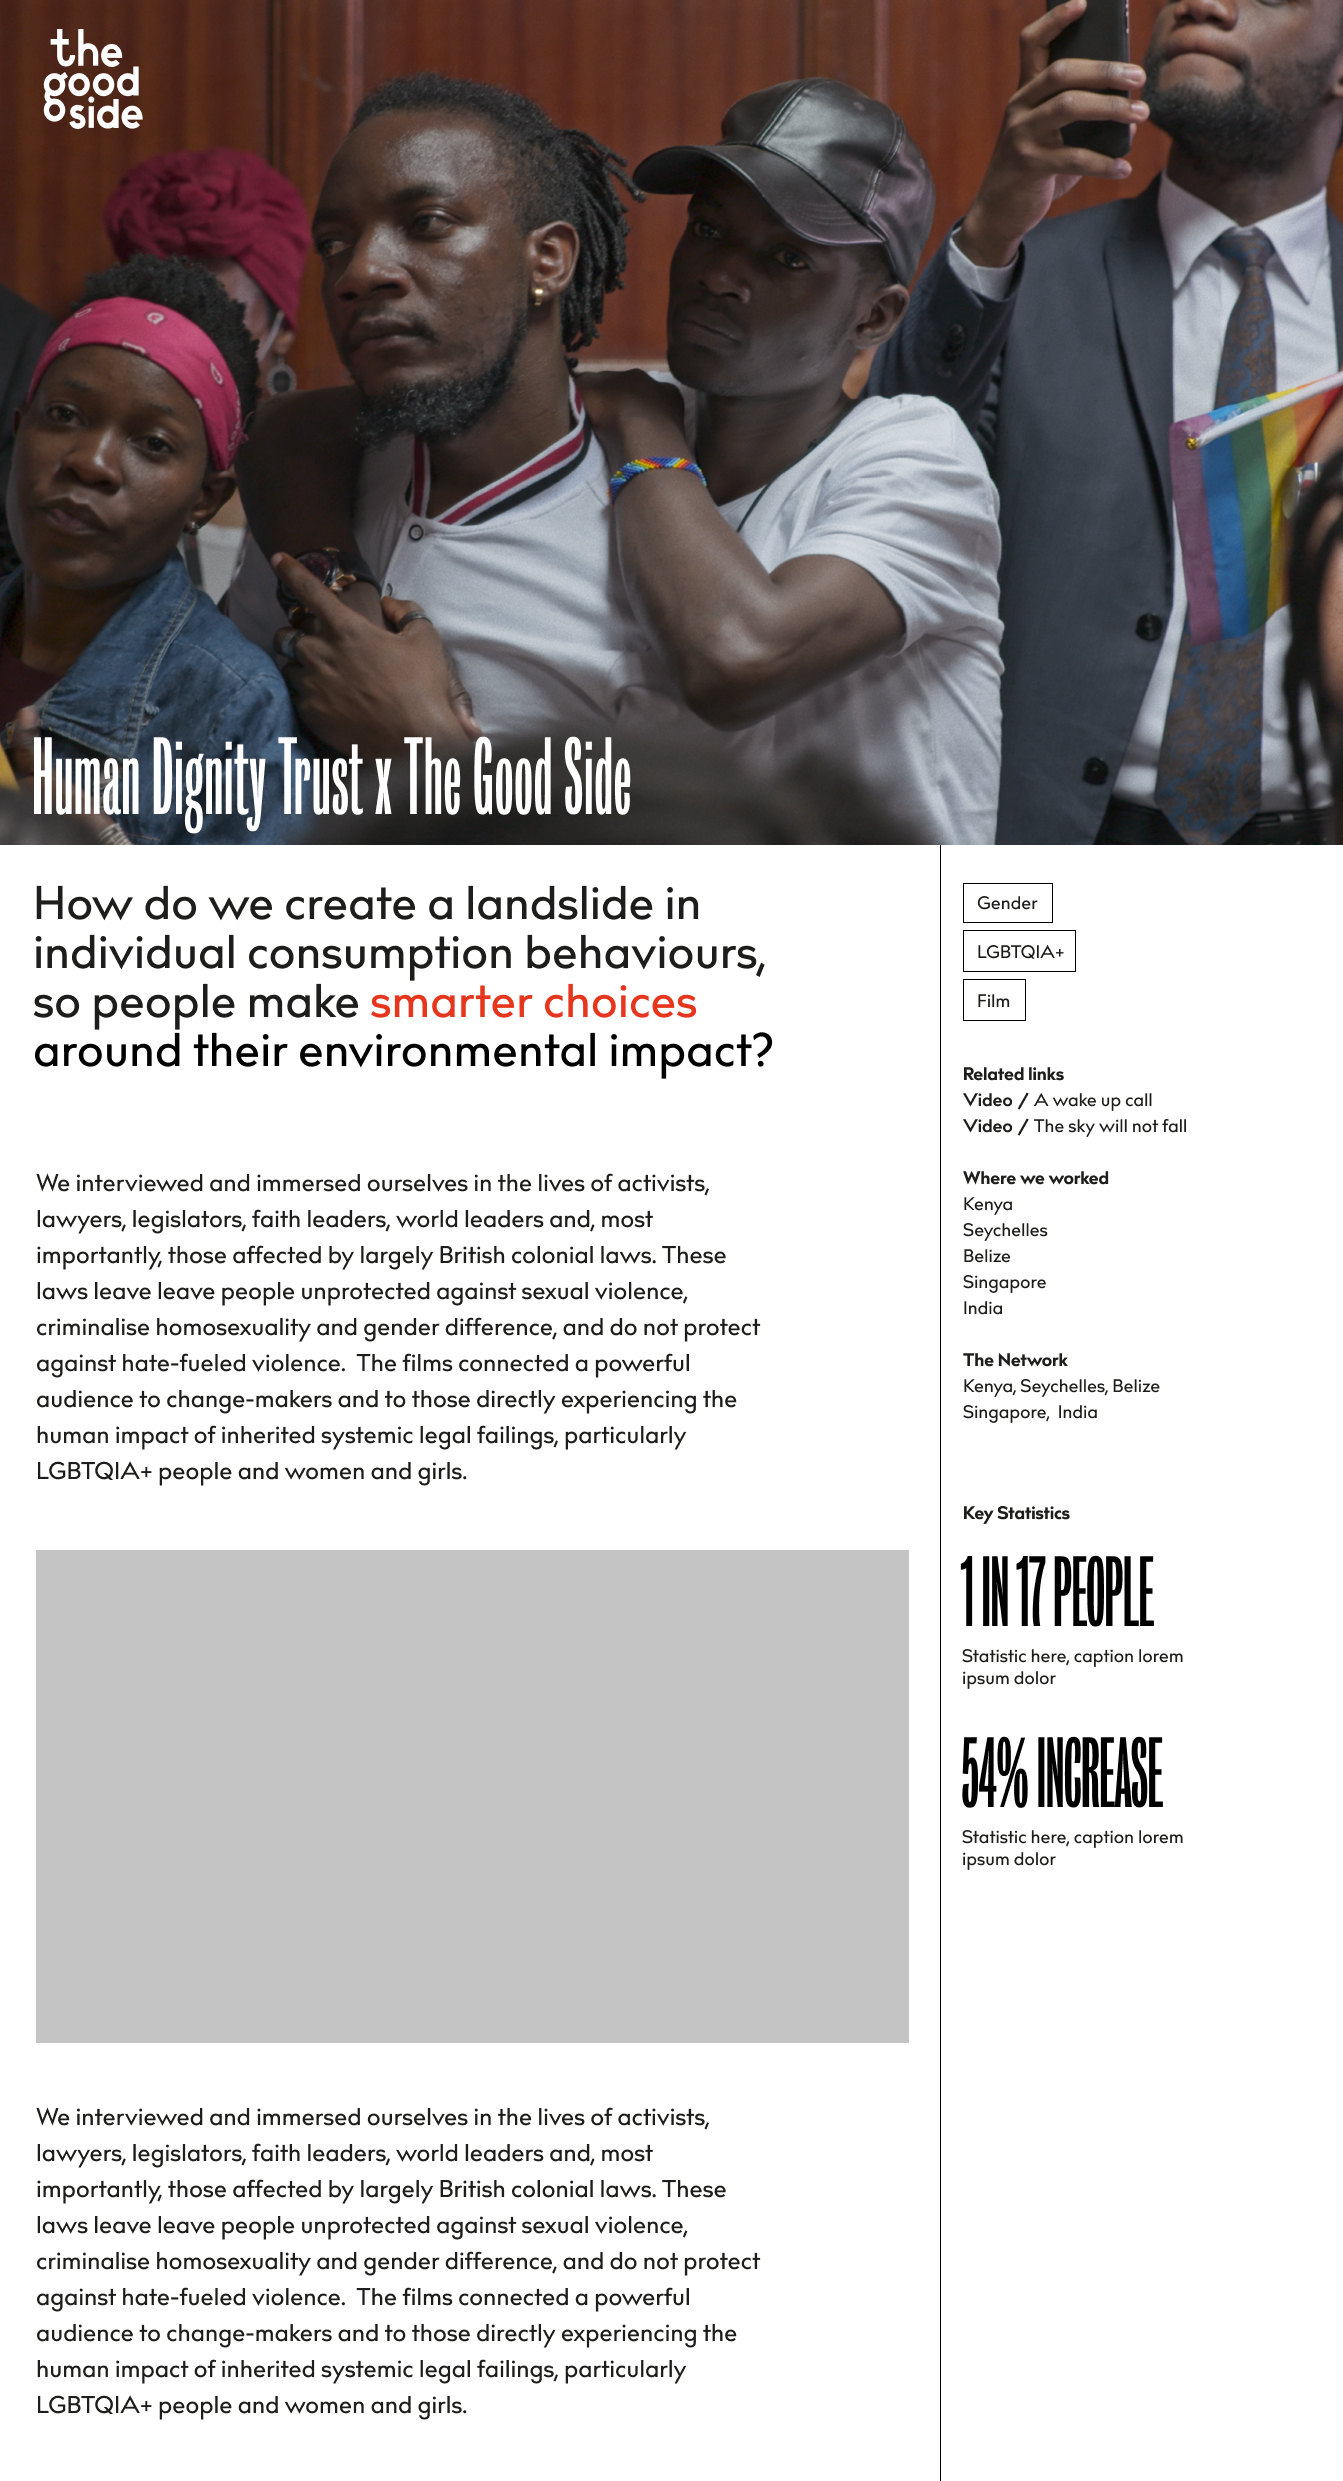 the
good
side
Human Dignity Trust x The Good Side
How do we create a landslide in
individual consumption behaviours,
so people make smarter choices
around their environmental impact?
We interviewed and immersed ourselves in the lives of activists,
lawyers, legislators, faith leaders, world leaders and, most
importantly, those affected by largely British colonial laws. These
laws leave leave people unprotected against sexual violence,
criminalise homosexuality and gender difference, and do not protect
against hate-fueled violence.  The films connected a powerful
audience to change-makers and to those directly experiencing the
human impact of inherited systemic legal failings, particularly
LGBTQIA+ people and women and girls.
We interviewed and immersed ourselves in the lives of activists,
lawyers, legislators, faith leaders, world leaders and, most
importantly, those affected by largely British colonial laws. These
laws leave leave people unprotected against sexual violence,
criminalise homosexuality and gender difference, and do not protect
against hate-fueled violence.  The films connected a powerful
audience to change-makers and to those directly experiencing the
human impact of inherited systemic legal failings, particularly
LGBTQIA+ people and women and girls.
Gender
LGBTQIA+
Film
Related links
Video / A wake up call
Video / The sky will not fall
Where we worked
Kenya
Seychelles
Belize
Singapore
India
The Network
Kenya, Seychelles, Belize
Singapore,  India
Key Statistics
1 IN 17 PEOPLE
Statistic here, caption lorem
ipsum dolor
54% INCREASE
Statistic here, caption lorem
ipsum dolor